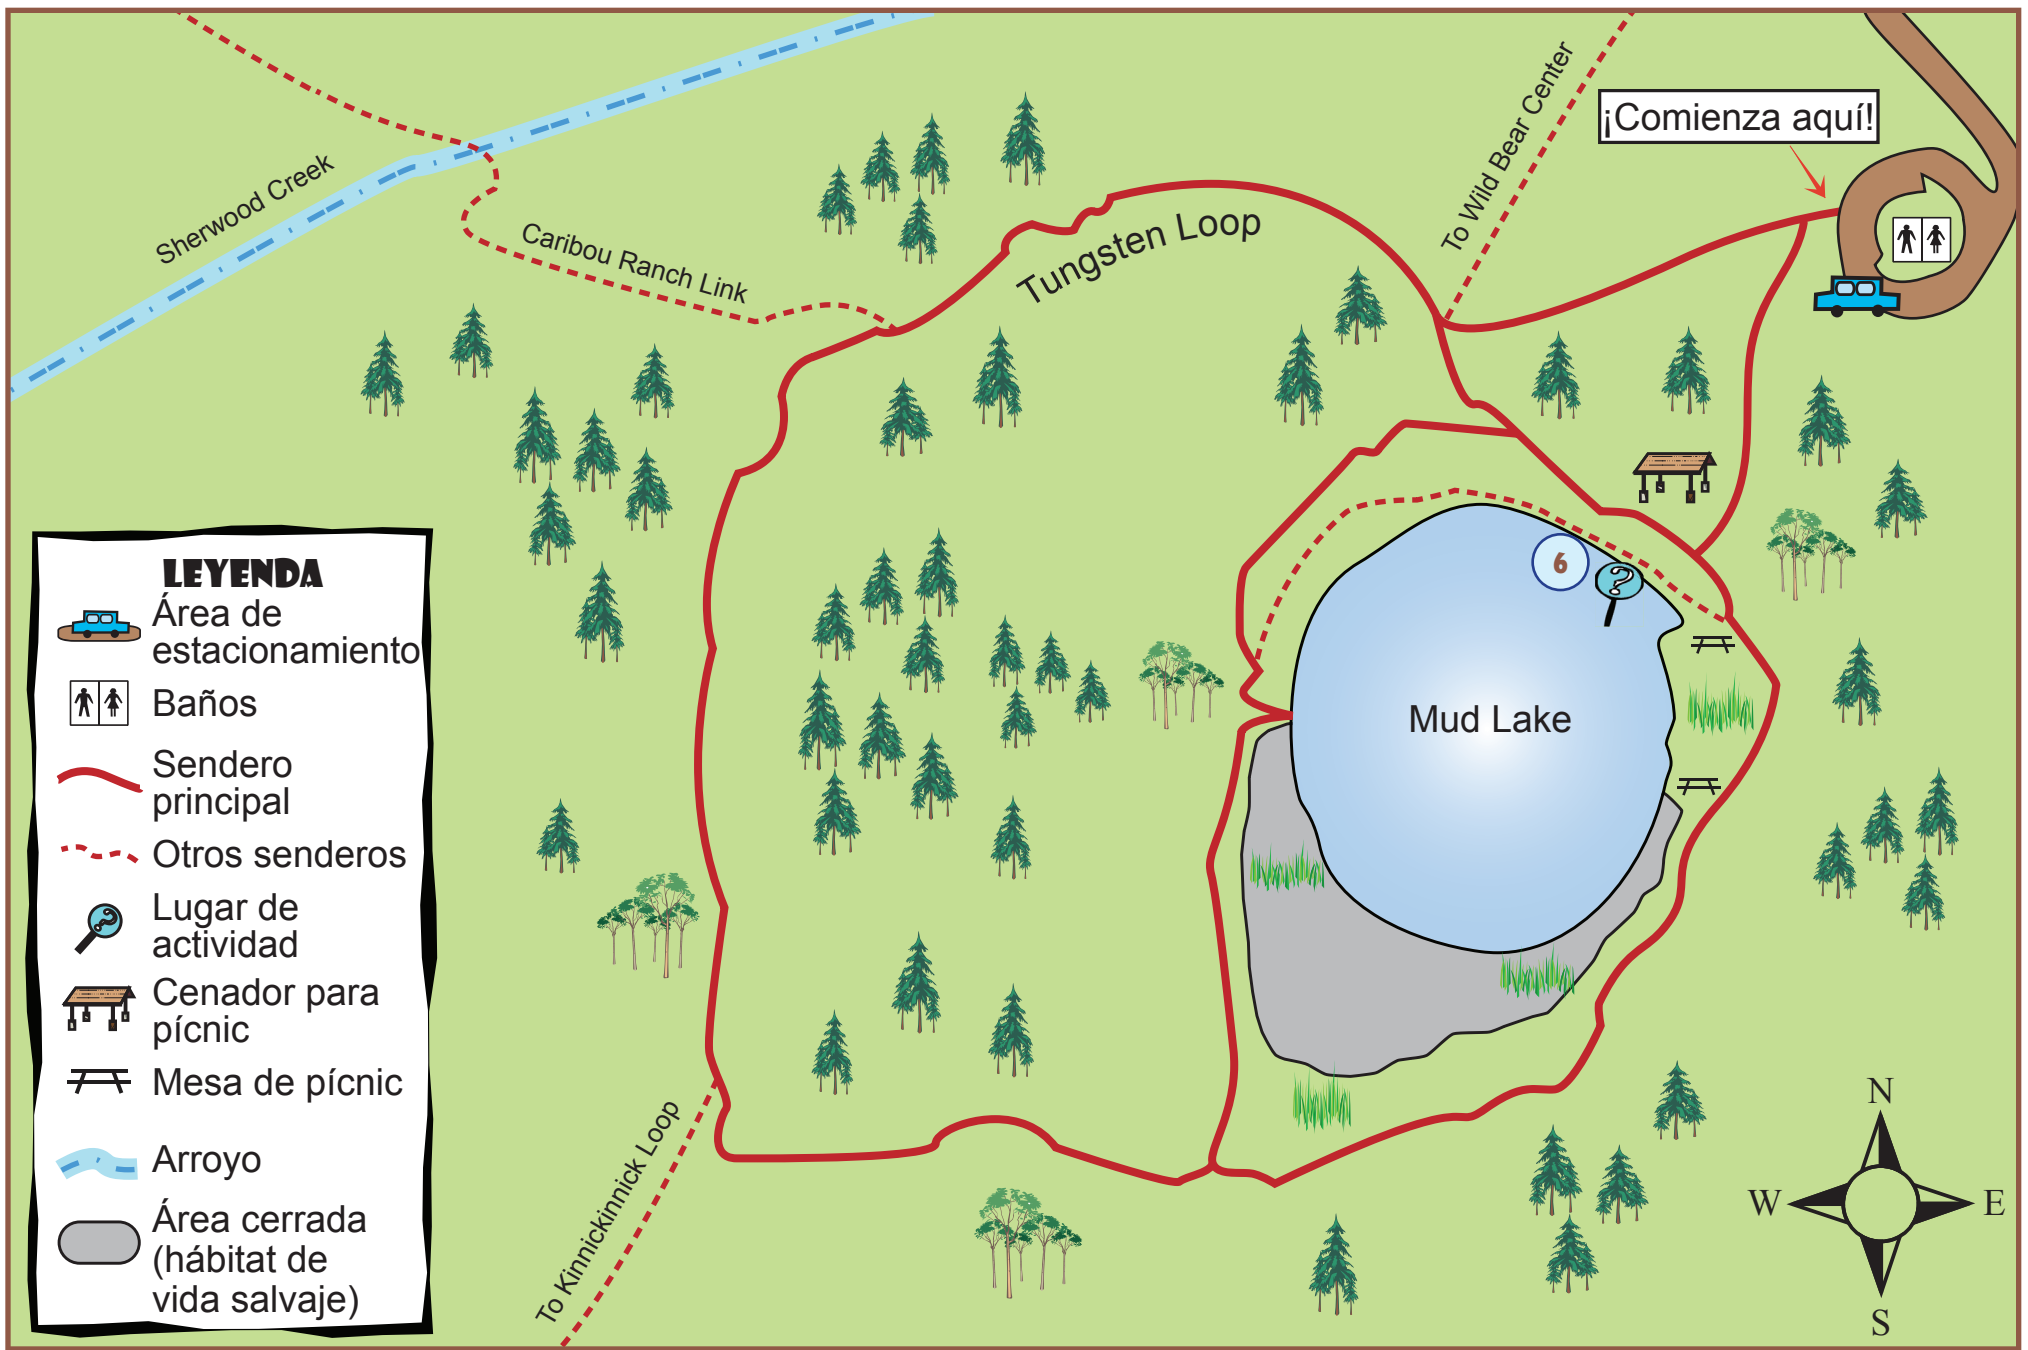 ¡Comienza aquí!
To Wild Bear Center
Sherwood Creek
Caribou Ranch Link
Tungsten Loop
6
Mud Lake
LEYENDA
Área de
estacionamiento
Baños
Sendero
principal
Otros senderos
Lugar de
actividad
Cenador para
pícnic
Mesa de pícnic
Arroyo
Área cerrada
(hábitat de
vida salvaje)
To Kinnickinnick Loop
N
W
E
S